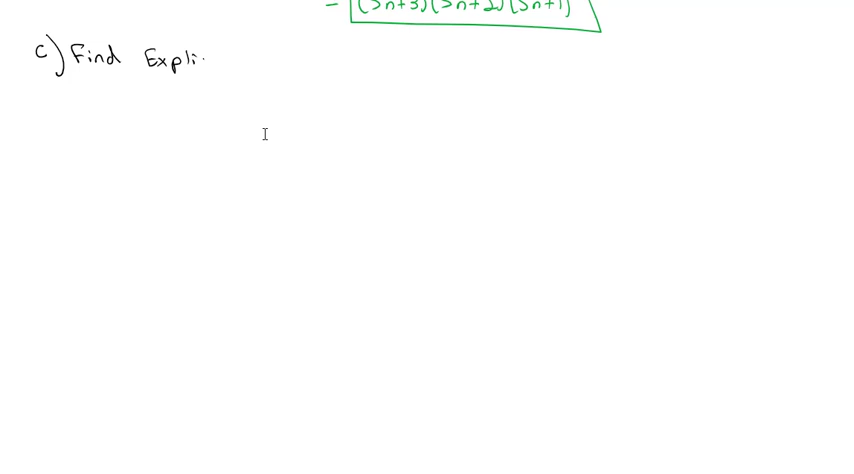 = (3n+3)(3n+2)(3n+1)
c) Find Expli